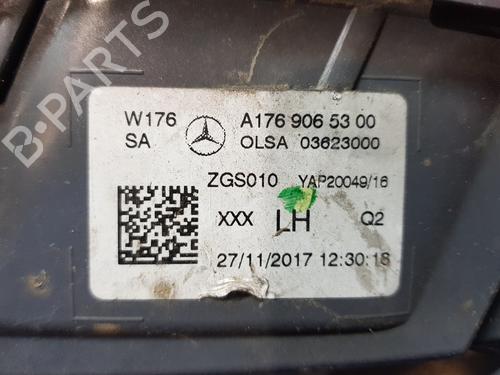 B-PARTS
W176 A176 906 53 00
SA OLSA 03623000
ZGS010 YAP20049/16
XXX LH Q2
27/11/2017 12:30:18
B-PARTS